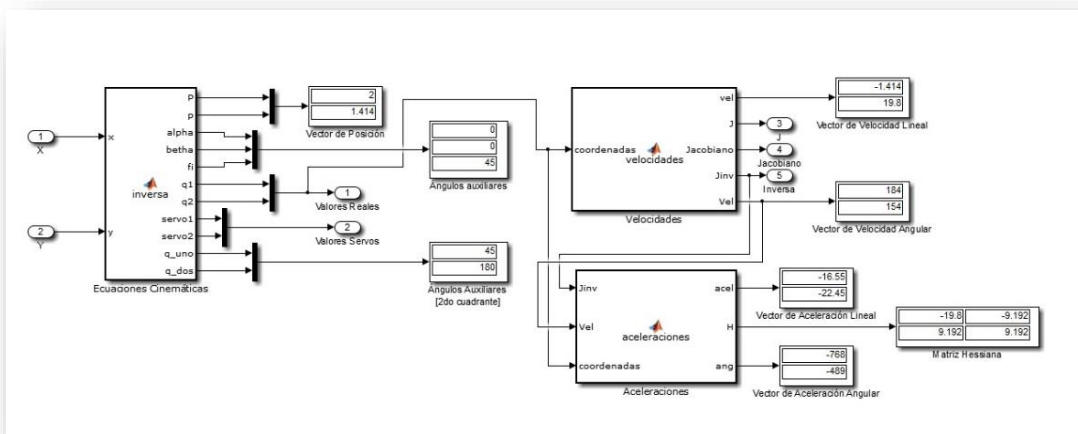 1
X
2
Y
x
y
inversa
P
P
alpha
betha
fi
q1
q2
servo1
servo2
q_uno
q_dos
Ecuaciones Cinemáticas
2
1.414
Vector de Posición
0
0
45
Angulos auxiliares
1
Valores Reales
2
Valores Servos
45
180
Angulos Auxiliares
[2do cuadrante]
coordenadas
velocidades
vel
J
Jacobiano
Jinv
Vel
Velocidades
-1.414
19.8
Vector de Velocidad Lineal
3
J
4
Jacobiano
5
Inversa
184
154
Vector de Velocidad Angular
Jinv
Vel
coordenadas
aceleraciones
acel
H
ang
Aceleraciones
-16.55
-22.45
Vector de Aceleración Lineal
-19.8
-9.192
9.192
9.192
Matriz Hessiana
-768
-489
Vector de Aceleración Angular